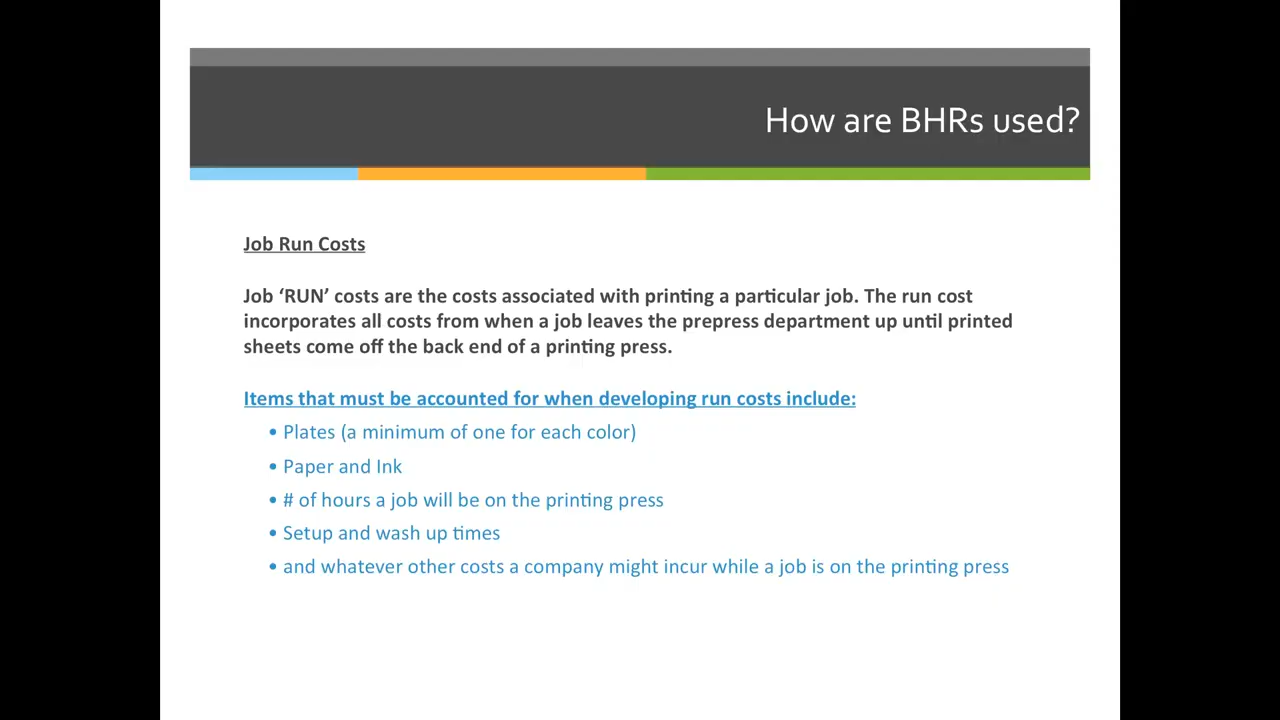 How are BHRs used?
Job Run Costs
Job ‘RUN’ costs are the costs associated with printing a particular job. The run cost
incorporates all costs from when a job leaves the prepress department up until printed
sheets come off the back end of a printing press.
Items that must be accounted for when developing run costs include:
• Plates (a minimum of one for each color)
• Paper and Ink
• # of hours a job will be on the printing press
• Setup and wash up times
• and whatever other costs a company might incur while a job is on the printing press